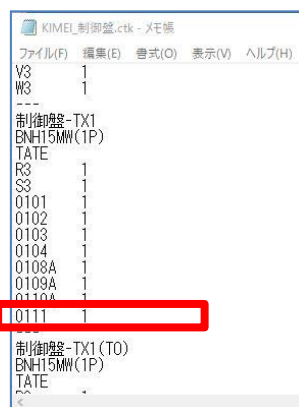 KIMEI_制御盤.ctk - メモ帳
ファイル(F) 編集(E) 書式(O) 表示(V) ヘルプ(H)
V3 1
W3 1
---
制御盤-TX1
BNH15MW(1P)
TATE
R3 1
S3 1
0101 1
0102 1
0103 1
0104 1
0108A 1
0109A 1
0110A 1
0111 1
---
制御盤-TX1(TO)
BNH15MW(1P)
TATE